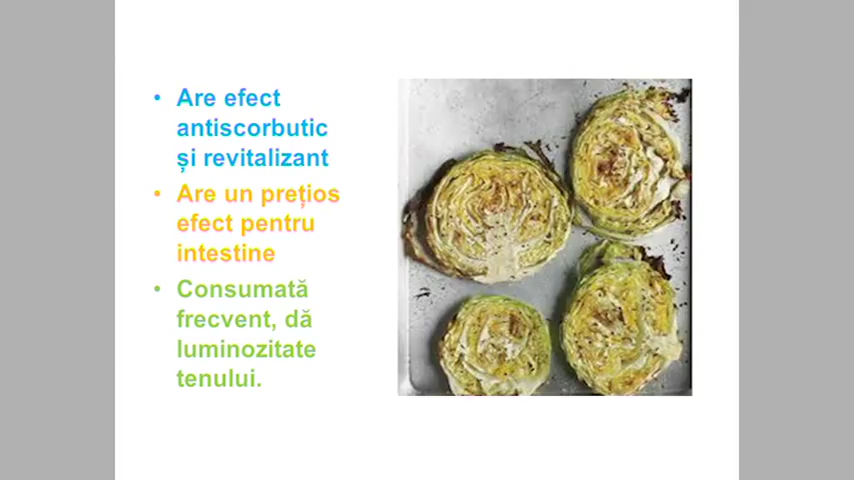 • Are efect
antiscorbutic
și revitalizant
• Are un prețios
efect pentru
intestine
• Consumată
frecvent, dă
luminozitate
tenului.